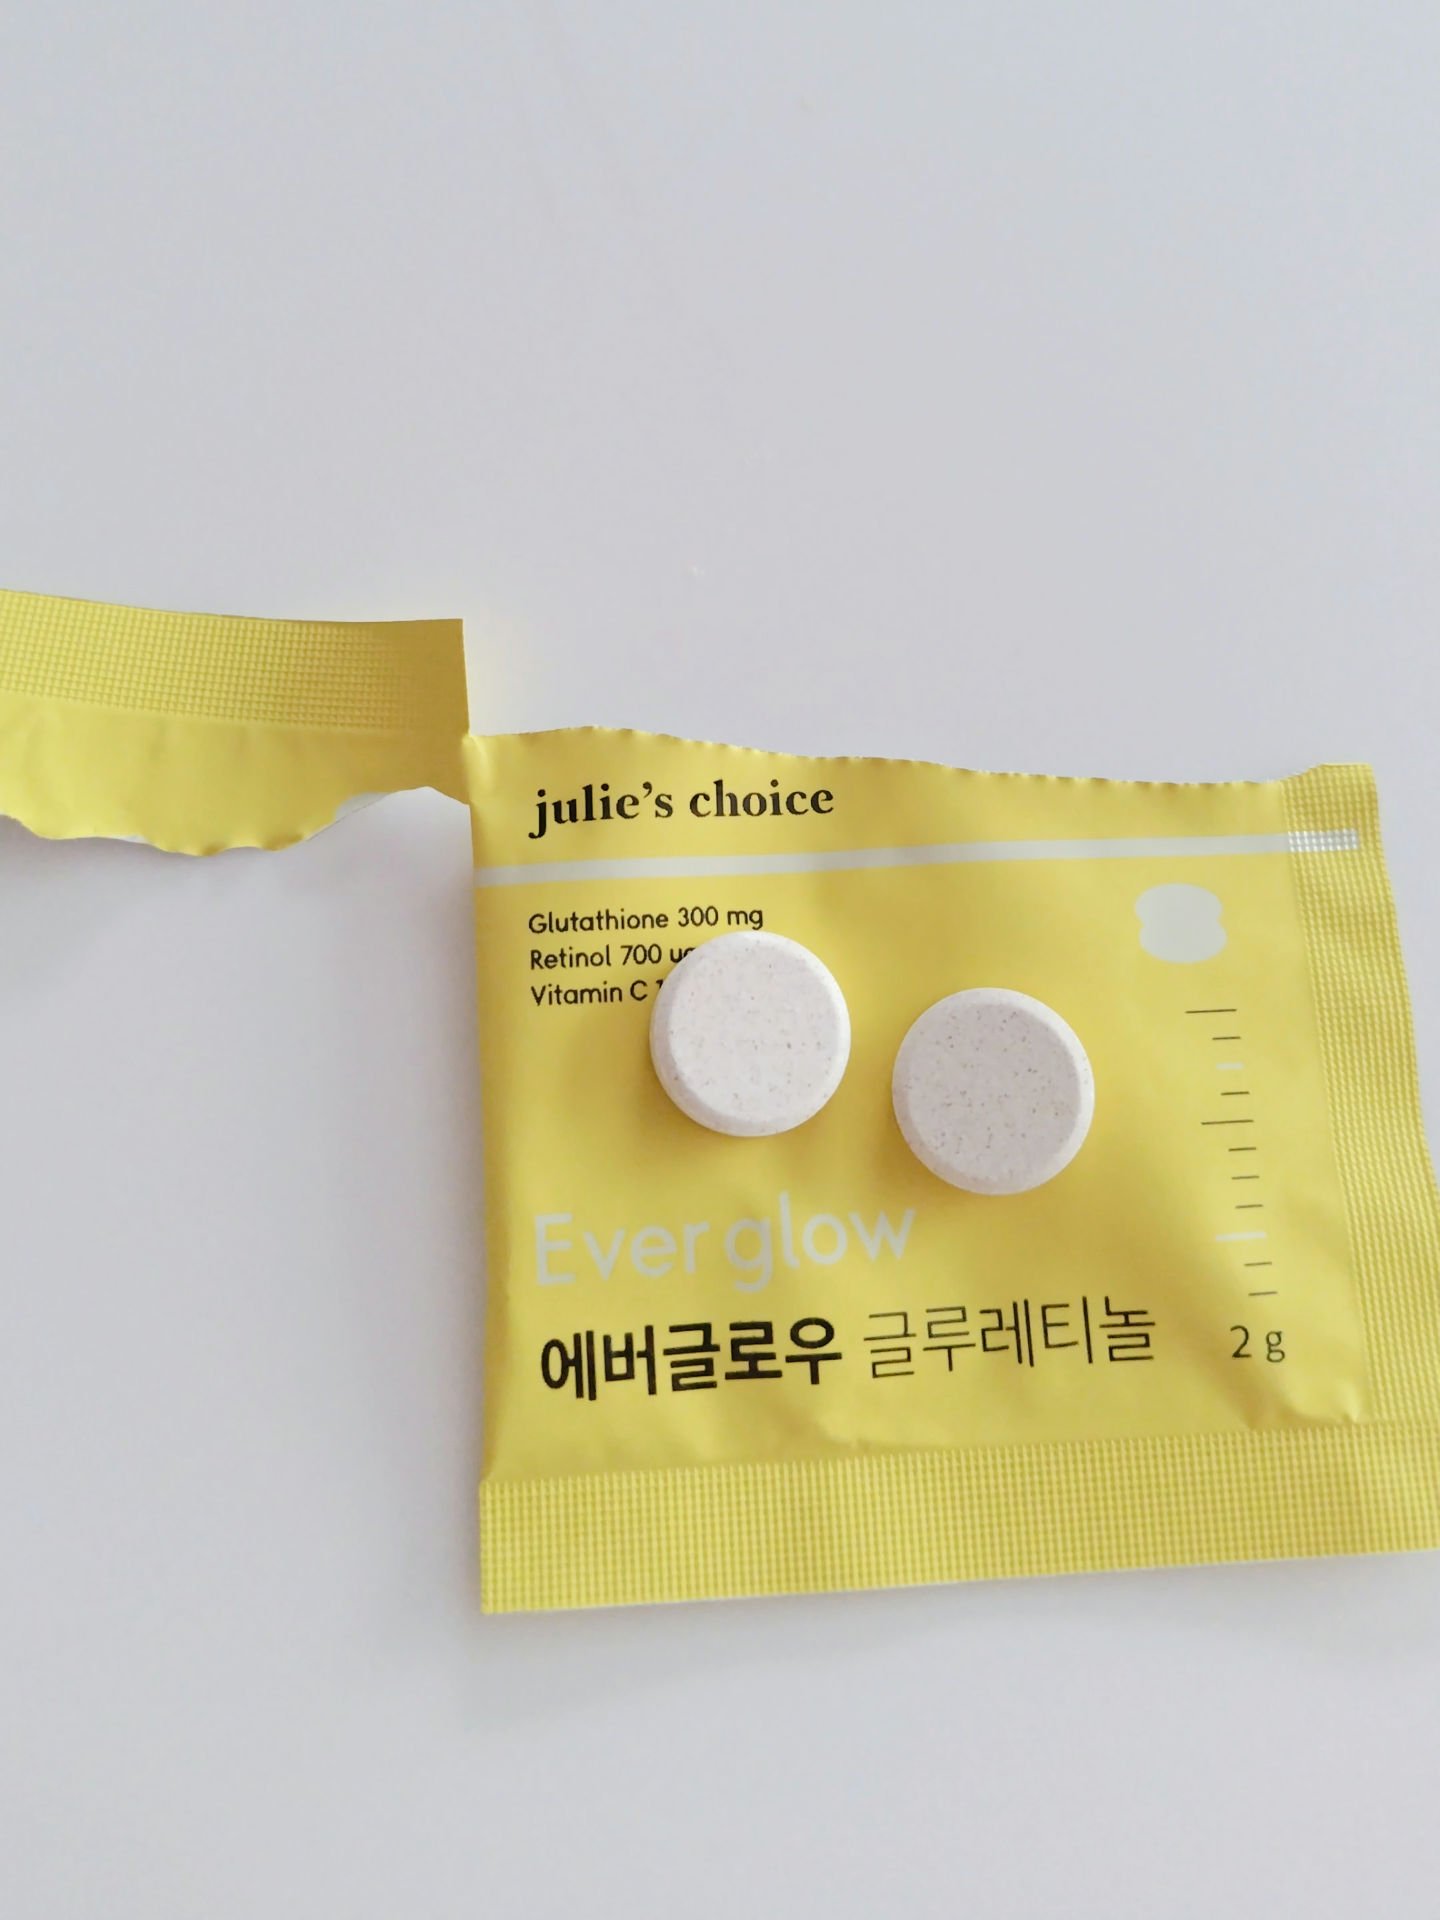 julie's choice
Glutathione 300 mg
Retinol 700
Vitamin C
Ever glow
에버글로우 글루레티놀
2 g